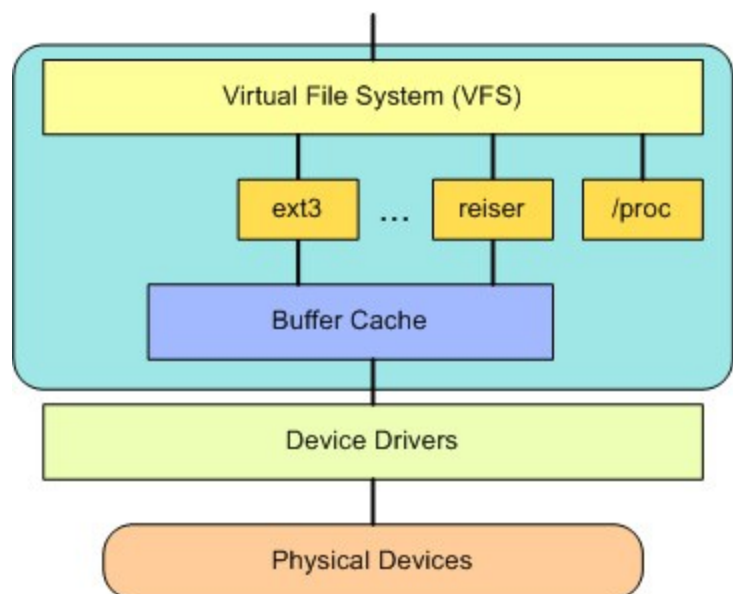 Virtual File System (VFS)
ext3 ... reiser /proc
Buffer Cache
Device Drivers
Physical Devices